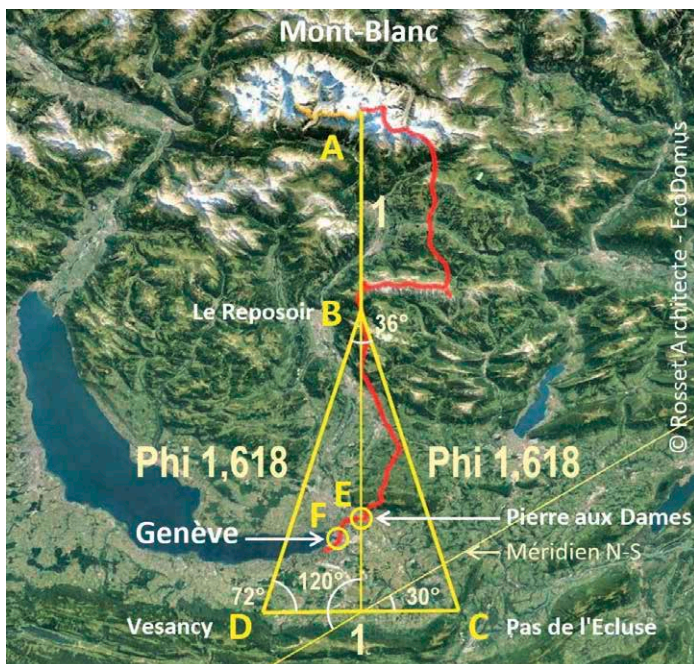 Mont-Blanc
A
1
Le Reposoir B
36°
© Rosset Architecte - EcoDomus
Phi 1,618
Phi 1,618
E
F
Pierre aux Dames
Genève
Méridien N-S
72°
120°
30°
Vesancy D
1
C Pas de l'Ecluse